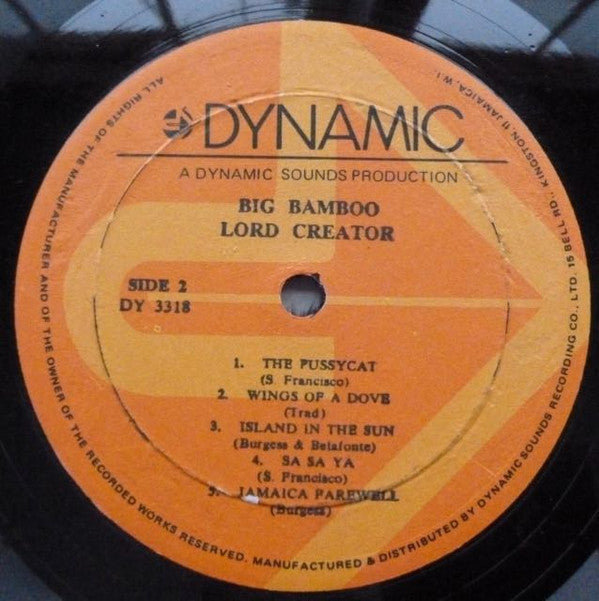 DYNAMIC
A DYNAMIC SOUNDS PRODUCTION
BIG BAMBOO
LORD CREATOR
SIDE 2
DY 3318
1. THE PUSSYCAT
(S. Francisco)
2. WINGS OF A DOVE
(Trad)
3. ISLAND IN THE SUN
(Burgess & Belafonte)
4. SA SA YA
(S. Francisco)
5. JAMAICA FAREWELL
(Burgess)
ALL RIGHTS OF THE MANUFACTURER AND OF THE OWNER OF THE RECORDED WORKS RESERVED. MANUFACTURED & DISTRIBUTED BY DYNAMIC SOUNDS RECORDING CO., LTD. 15 BELL RD., KINGSTON, 11 JAMAICA, W.I.